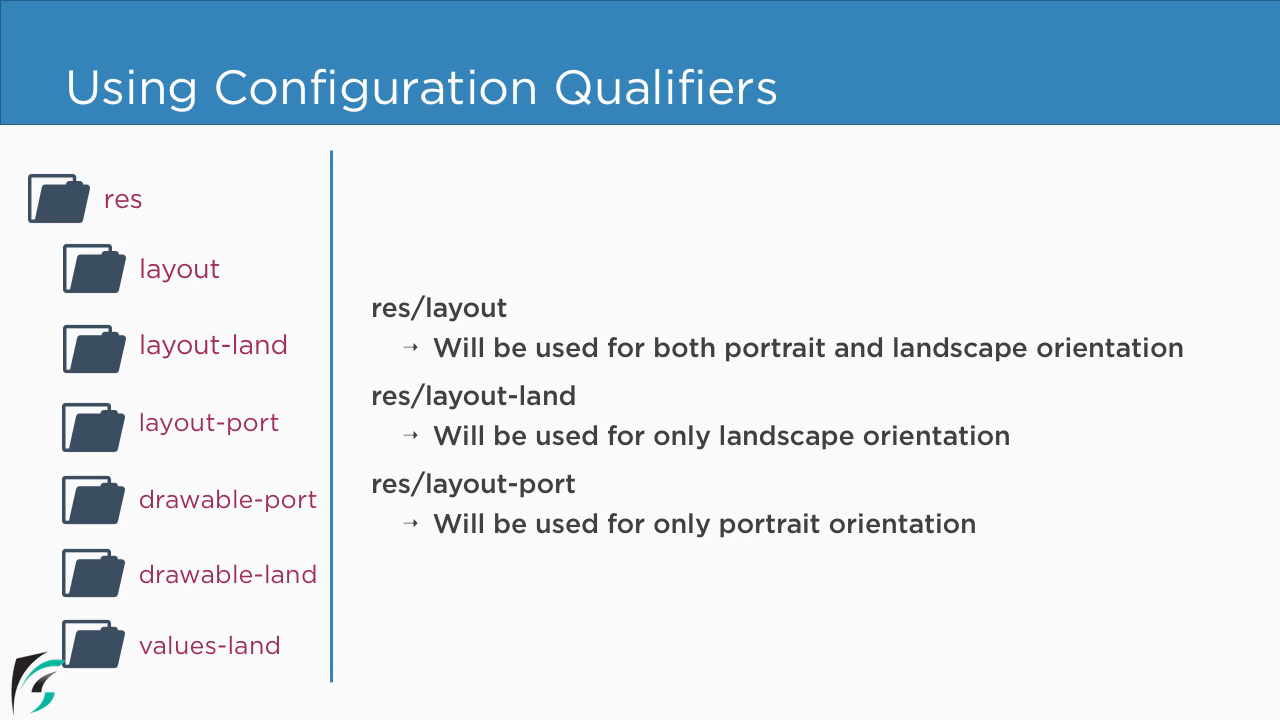 Using Configuration Qualifiers
res
layout
layout-land
layout-port
drawable-port
drawable-land
values-land
res/layout
→ Will be used for both portrait and landscape orientation
res/layout-land
→ Will be used for only landscape orientation
res/layout-port
→ Will be used for only portrait orientation